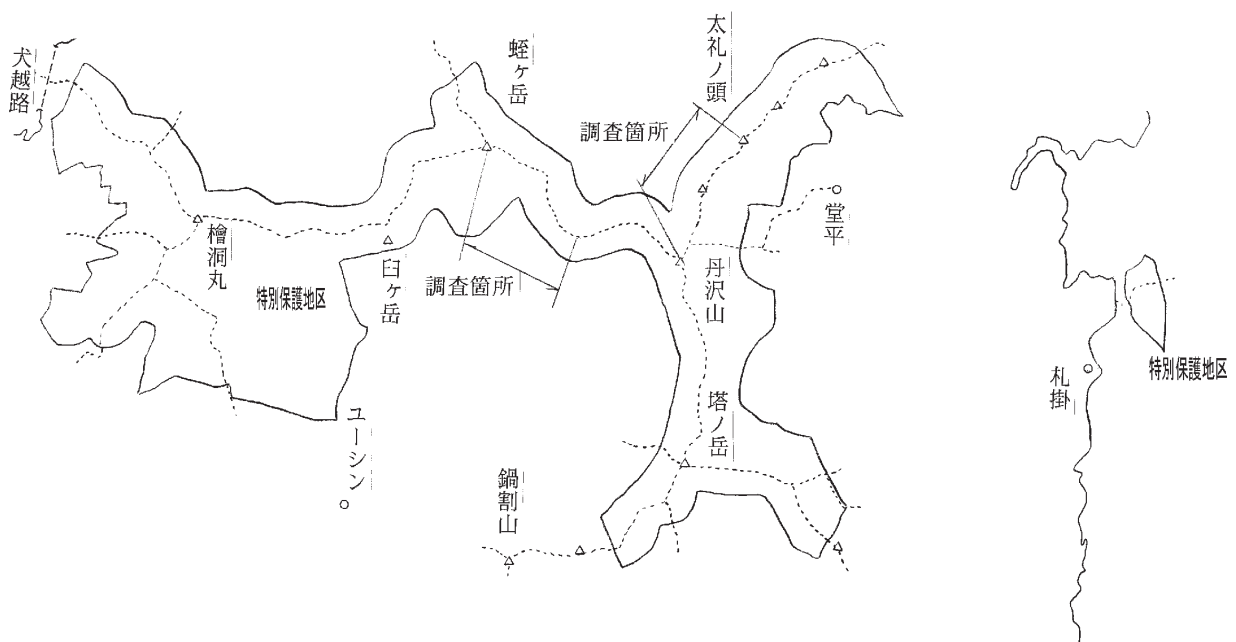 犬越路
蛭ヶ岳
太礼ノ頭
調査箇所
堂平
檜洞丸
特別保護地区
臼ヶ岳
調査箇所
丹沢山
特別保護地区
札掛
塔ノ岳
ユーシン
鍋割山